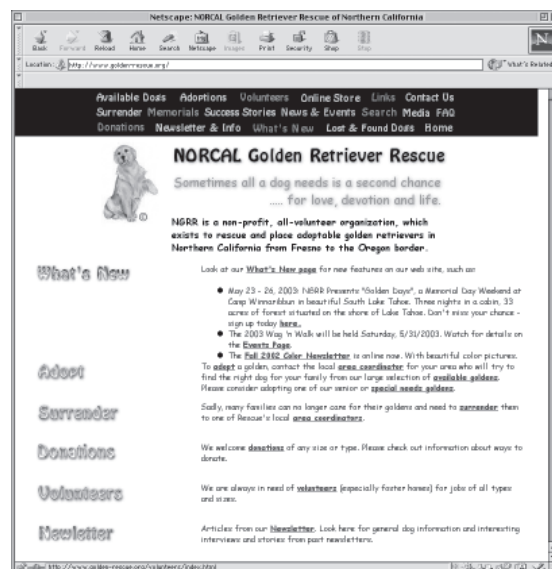 Netscape: NORCAL Golden Retriever Rescue of Northern California
Back Forward Reload Home Search Netscape Images Print Security Shop Stop
Location: http://www.golden-rescue.org/ What's Related
Available Dogs Adoptions Volunteers Online Store Links Contact Us
Surrender Memorials Success Stories News & Events Search Media FAQ
Donations Newsletter & Info What's New Lost & Found Dogs Home
NORCAL Golden Retriever Rescue
Sometimes all a dog needs is a second chance
..... for love, devotion and life.
NGRR is a non-profit, all-volunteer organization, which
exists to rescue and place adoptable golden retrievers in
Northern California from Fresno to the Oregon border.
What's New
Look at our What's New page for new features on our web site, such as:
● May 23 - 26, 2003: NGRR Presents "Golden Days", a Memorial Day Weekend at
Camp Winnaribbun in beautiful South Lake Tahoe. Three nights in a cabin, 33
acres of forest situated on the shore of Lake Tahoe. Don't miss your chance -
sign up today here.
● The 2003 Wag 'n Walk will be held Saturday, 5/31/2003. Watch for details on
the Events Page.
● The Fall 2002 Color Newsletter is online now. With beautiful color pictures.
Adopt
To adopt a golden, contact the local area coordinator for your area who will try to
find the right dog for your family from our large selection of available goldens.
Please consider adopting one of our senior or special needs goldens.
Surrender
Sadly, many families can no longer care for their goldens and need to surrender them
to one of Rescue's local area coordinators.
Donations
We welcome donations of any size or type. Please check out information about ways to
donate.
Volunteers
We are always in need of volunteers (especially foster homes) for jobs of all types
and sizes.
Newsletter
Articles from our Newsletter. Look here for general dog information and interesting
interviews and stories from past newsletters.
http://www.golden-rescue.org/volunteers/index.html